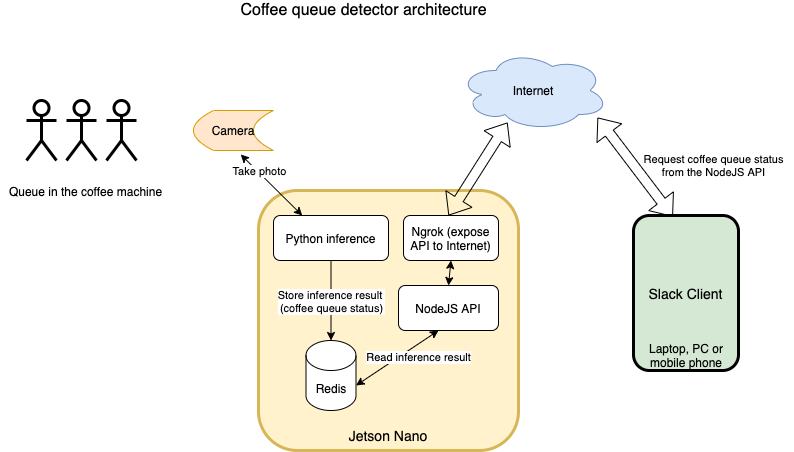 Coffee queue detector architecture
Internet
Camera
Queue in the coffee machine
Take photo
Request coffee queue status
from the NodeJS API
Python inference
Ngrok (expose
API to Internet)
Store inference result
(coffee queue status)
NodeJS API
Read inference result
Redis
Jetson Nano
Slack Client
Laptop, PC or
mobile phone